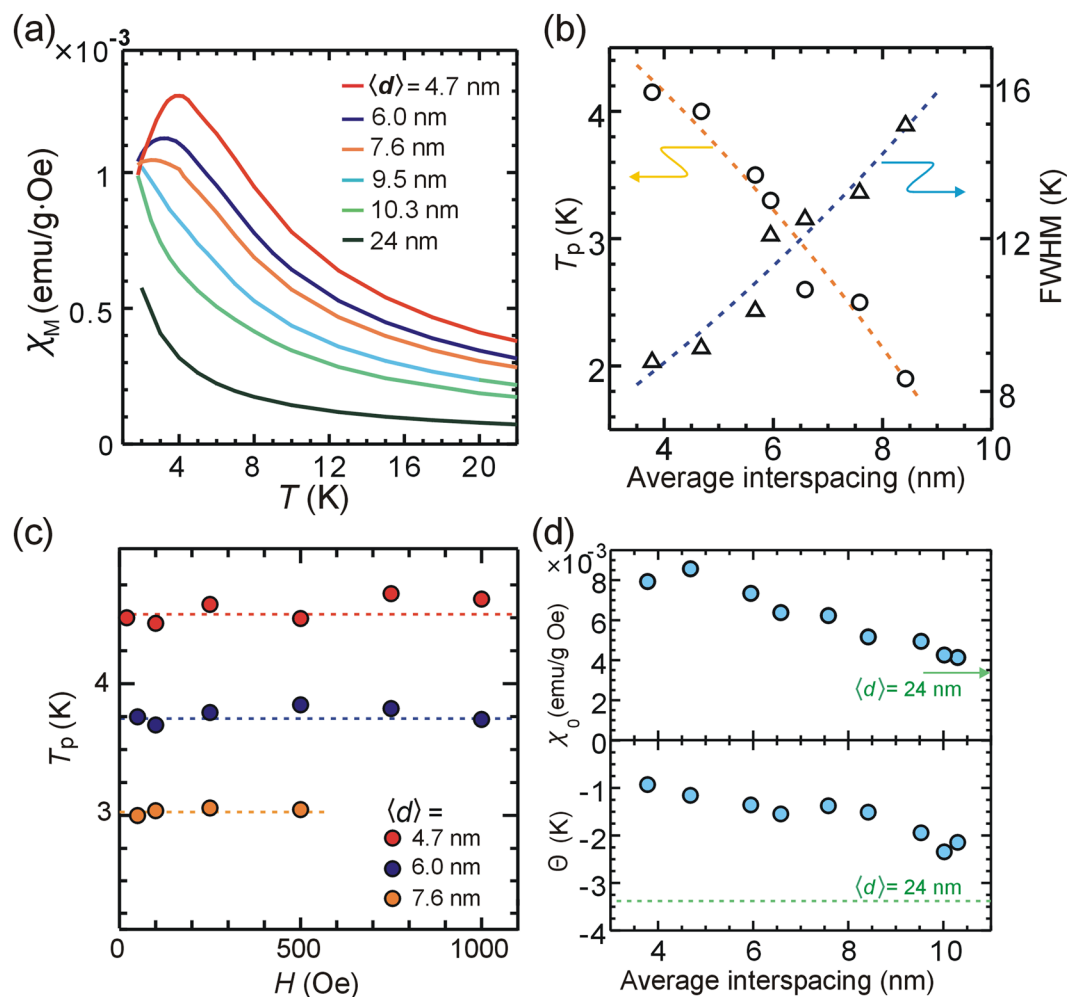 (a)
×10⁻³
1
0.5
0
χM (emu/g·Oe)
4
8
12
16
20
T (K)
⟨d⟩ = 4.7 nm
6.0 nm
7.6 nm
9.5 nm
10.3 nm
24 nm
(b)
4
3
2
Tp (K)
16
12
8
FWHM (K)
4
6
8
10
Average interspacing (nm)
(c)
4
3
Tp (K)
0
500
1000
H (Oe)
⟨d⟩ =
4.7 nm
6.0 nm
7.6 nm
(d)
×10⁻³
8
6
4
2
0
χ0 (emu/g Oe)
⟨d⟩ = 24 nm
-1
-2
-3
-4
Θ (K)
⟨d⟩ = 24 nm
4
6
8
10
Average interspacing (nm)